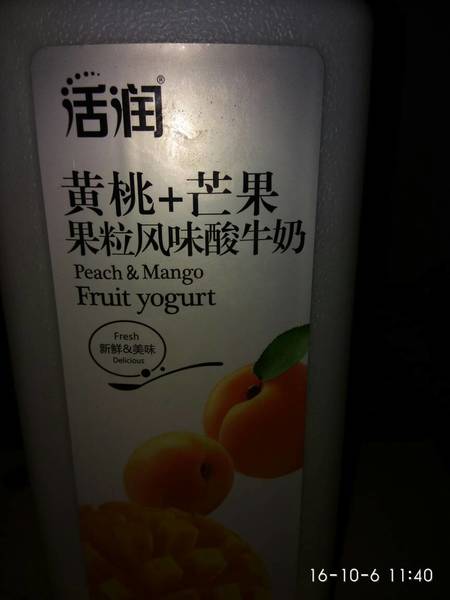 活润®
黄桃+芒果
果粒风味酸牛奶
Peach & Mango
Fruit yogurt
Fresh
新鲜&美味
Delicious
16-10-6 11:40